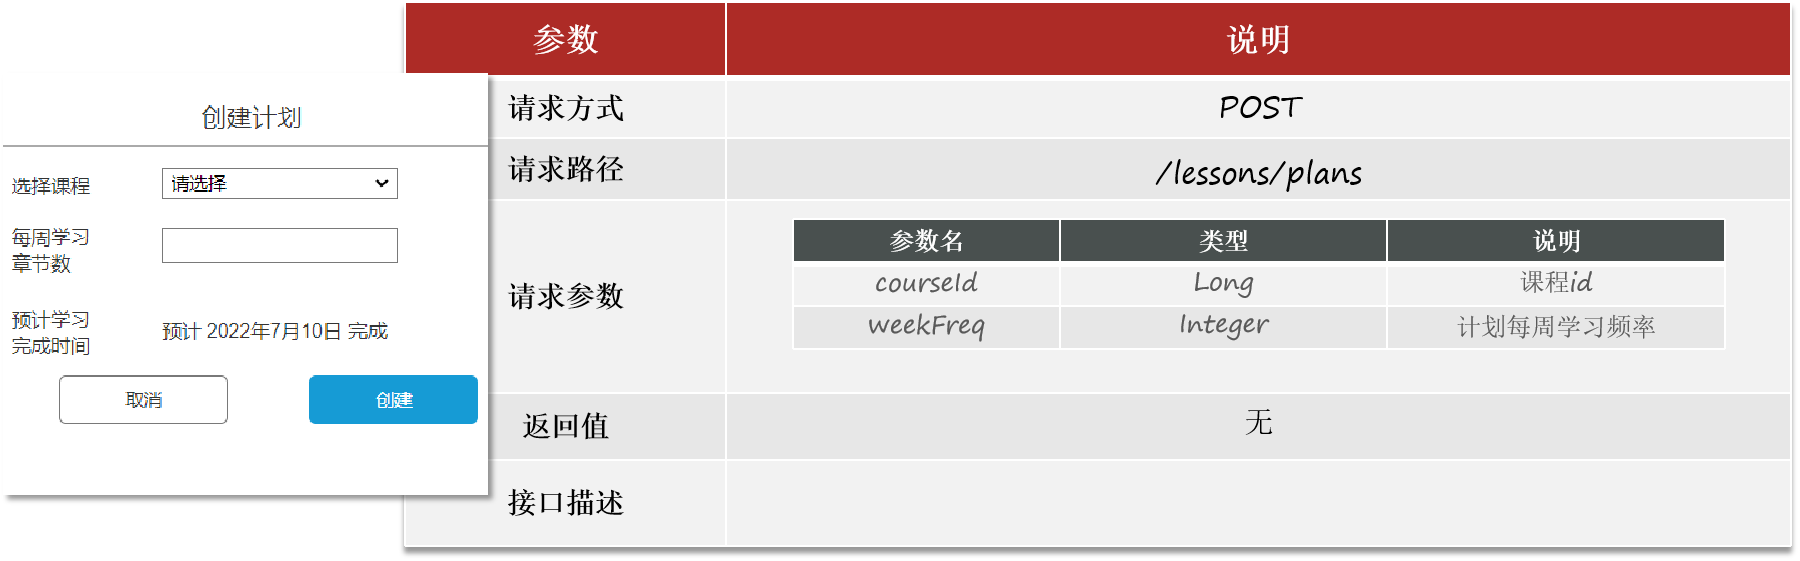 创建计划
选择课程
请选择
每周学习
章节数
预计学习
完成时间
预计 2022年7月10日 完成
取消
创建
参数
说明
请求方式
POST
请求路径
/lessons/plans
请求参数
参数名
类型
说明
courseId
Long
课程id
weekFreq
Integer
计划每周学习频率
返回值
无
接口描述